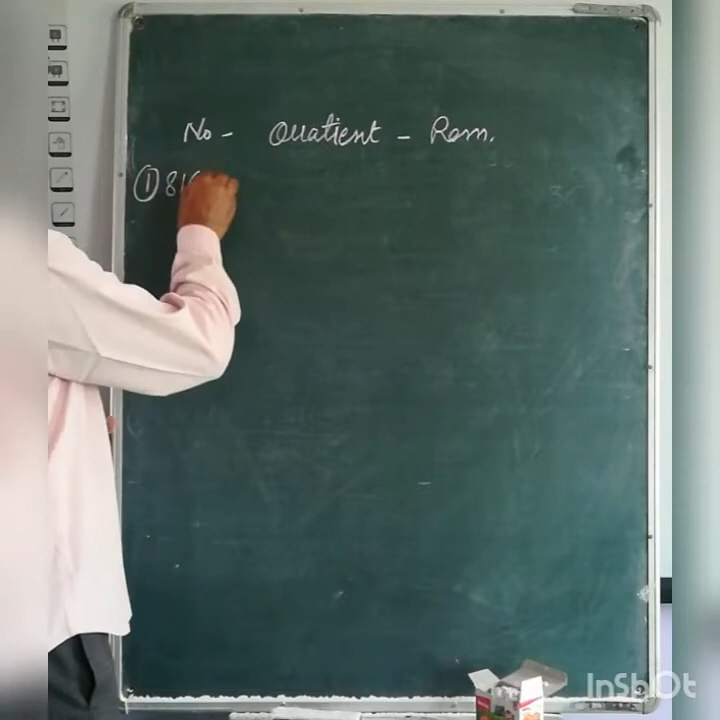 No - Quatient - Rem.
① 81
InShOt